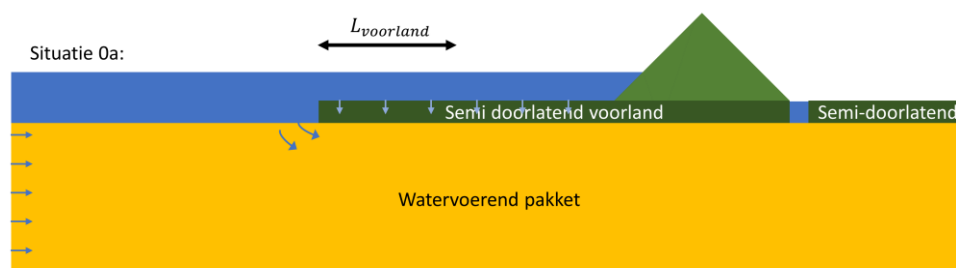 L_voorland
Situatie 0a:
Semi doorlatend voorland
Semi-doorlatend
Watervoerend pakket